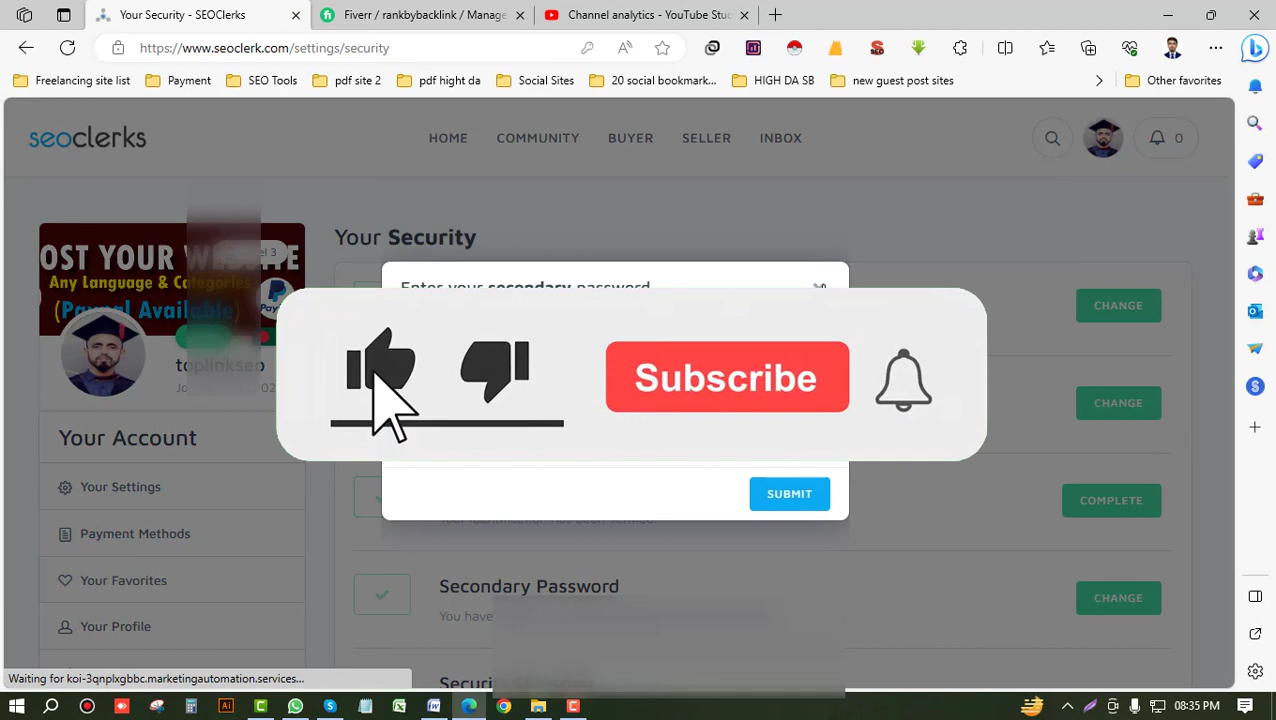 Your Security - SEOClerks
Fiverr / rankbybacklink / Manage
Channel analytics - YouTube Stu
https://www.seoclerk.com/settings/security
Freelancing site list
Payment
SEO Tools
pdf site 2
pdf hight da
Social Sites
20 social bookmark...
HIGH DA SB
new guest post sites
Other favorites
seoclerks
HOME
COMMUNITY
BUYER
SELLER
INBOX
0
OST YOUR WEBSITE
Any Language & Categories
(Paypal Available)
toplinkseo
Your Account
Your Settings
Payment Methods
Your Favorites
Your Profile
Your Security
Enter your secondary password
CHANGE
CHANGE
Subscribe
SUBMIT
COMPLETE
Secondary Password
You have
CHANGE
Waiting for koi-3qnplxgbbc.marketingautomation.services...
08:35 PM